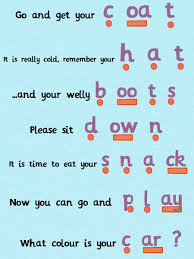 Go and get your coat
It is really cold, remember your hat
...and your welly boots
Please sit down
It is time to eat your snack
Now you can go and play
What colour is your car?